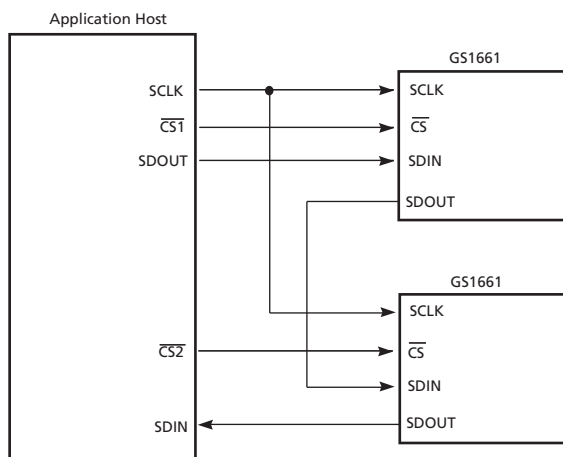 Application Host
GS1661
SCLK
SCLK
CS1
CS
SDOUT
SDIN
SDOUT
GS1661
SCLK
CS2
CS
SDIN
SDIN
SDOUT